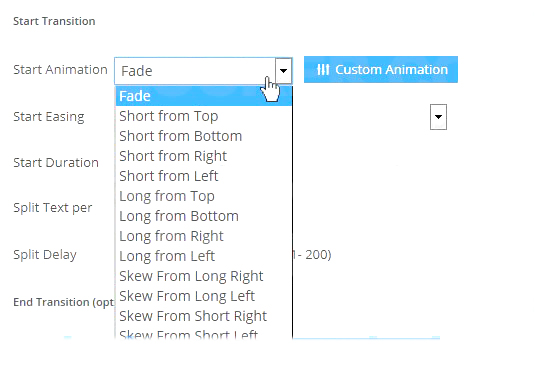 Start Transition
Start Animation Fade Custom Animation
Fade
Start Easing Short from Top
Short from Bottom
Start Duration Short from Right
Short from Left
Long from Top
Split Text per Long from Bottom
Long from Right
Split Delay Long from Left 1- 200)
Skew From Long Right
Skew From Long Left
End Transition (opt
Skew From Short Right
Skew From Short Left